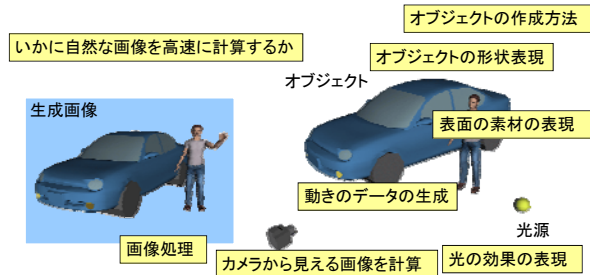 オブジェクトの作成方法
いかに自然な画像を高速に計算するか
オブジェクトの形状表現
オブジェクト
生成画像
表面の素材の表現
動きのデータの生成
光源
画像処理
カメラから見える画像を計算
光の効果の表現